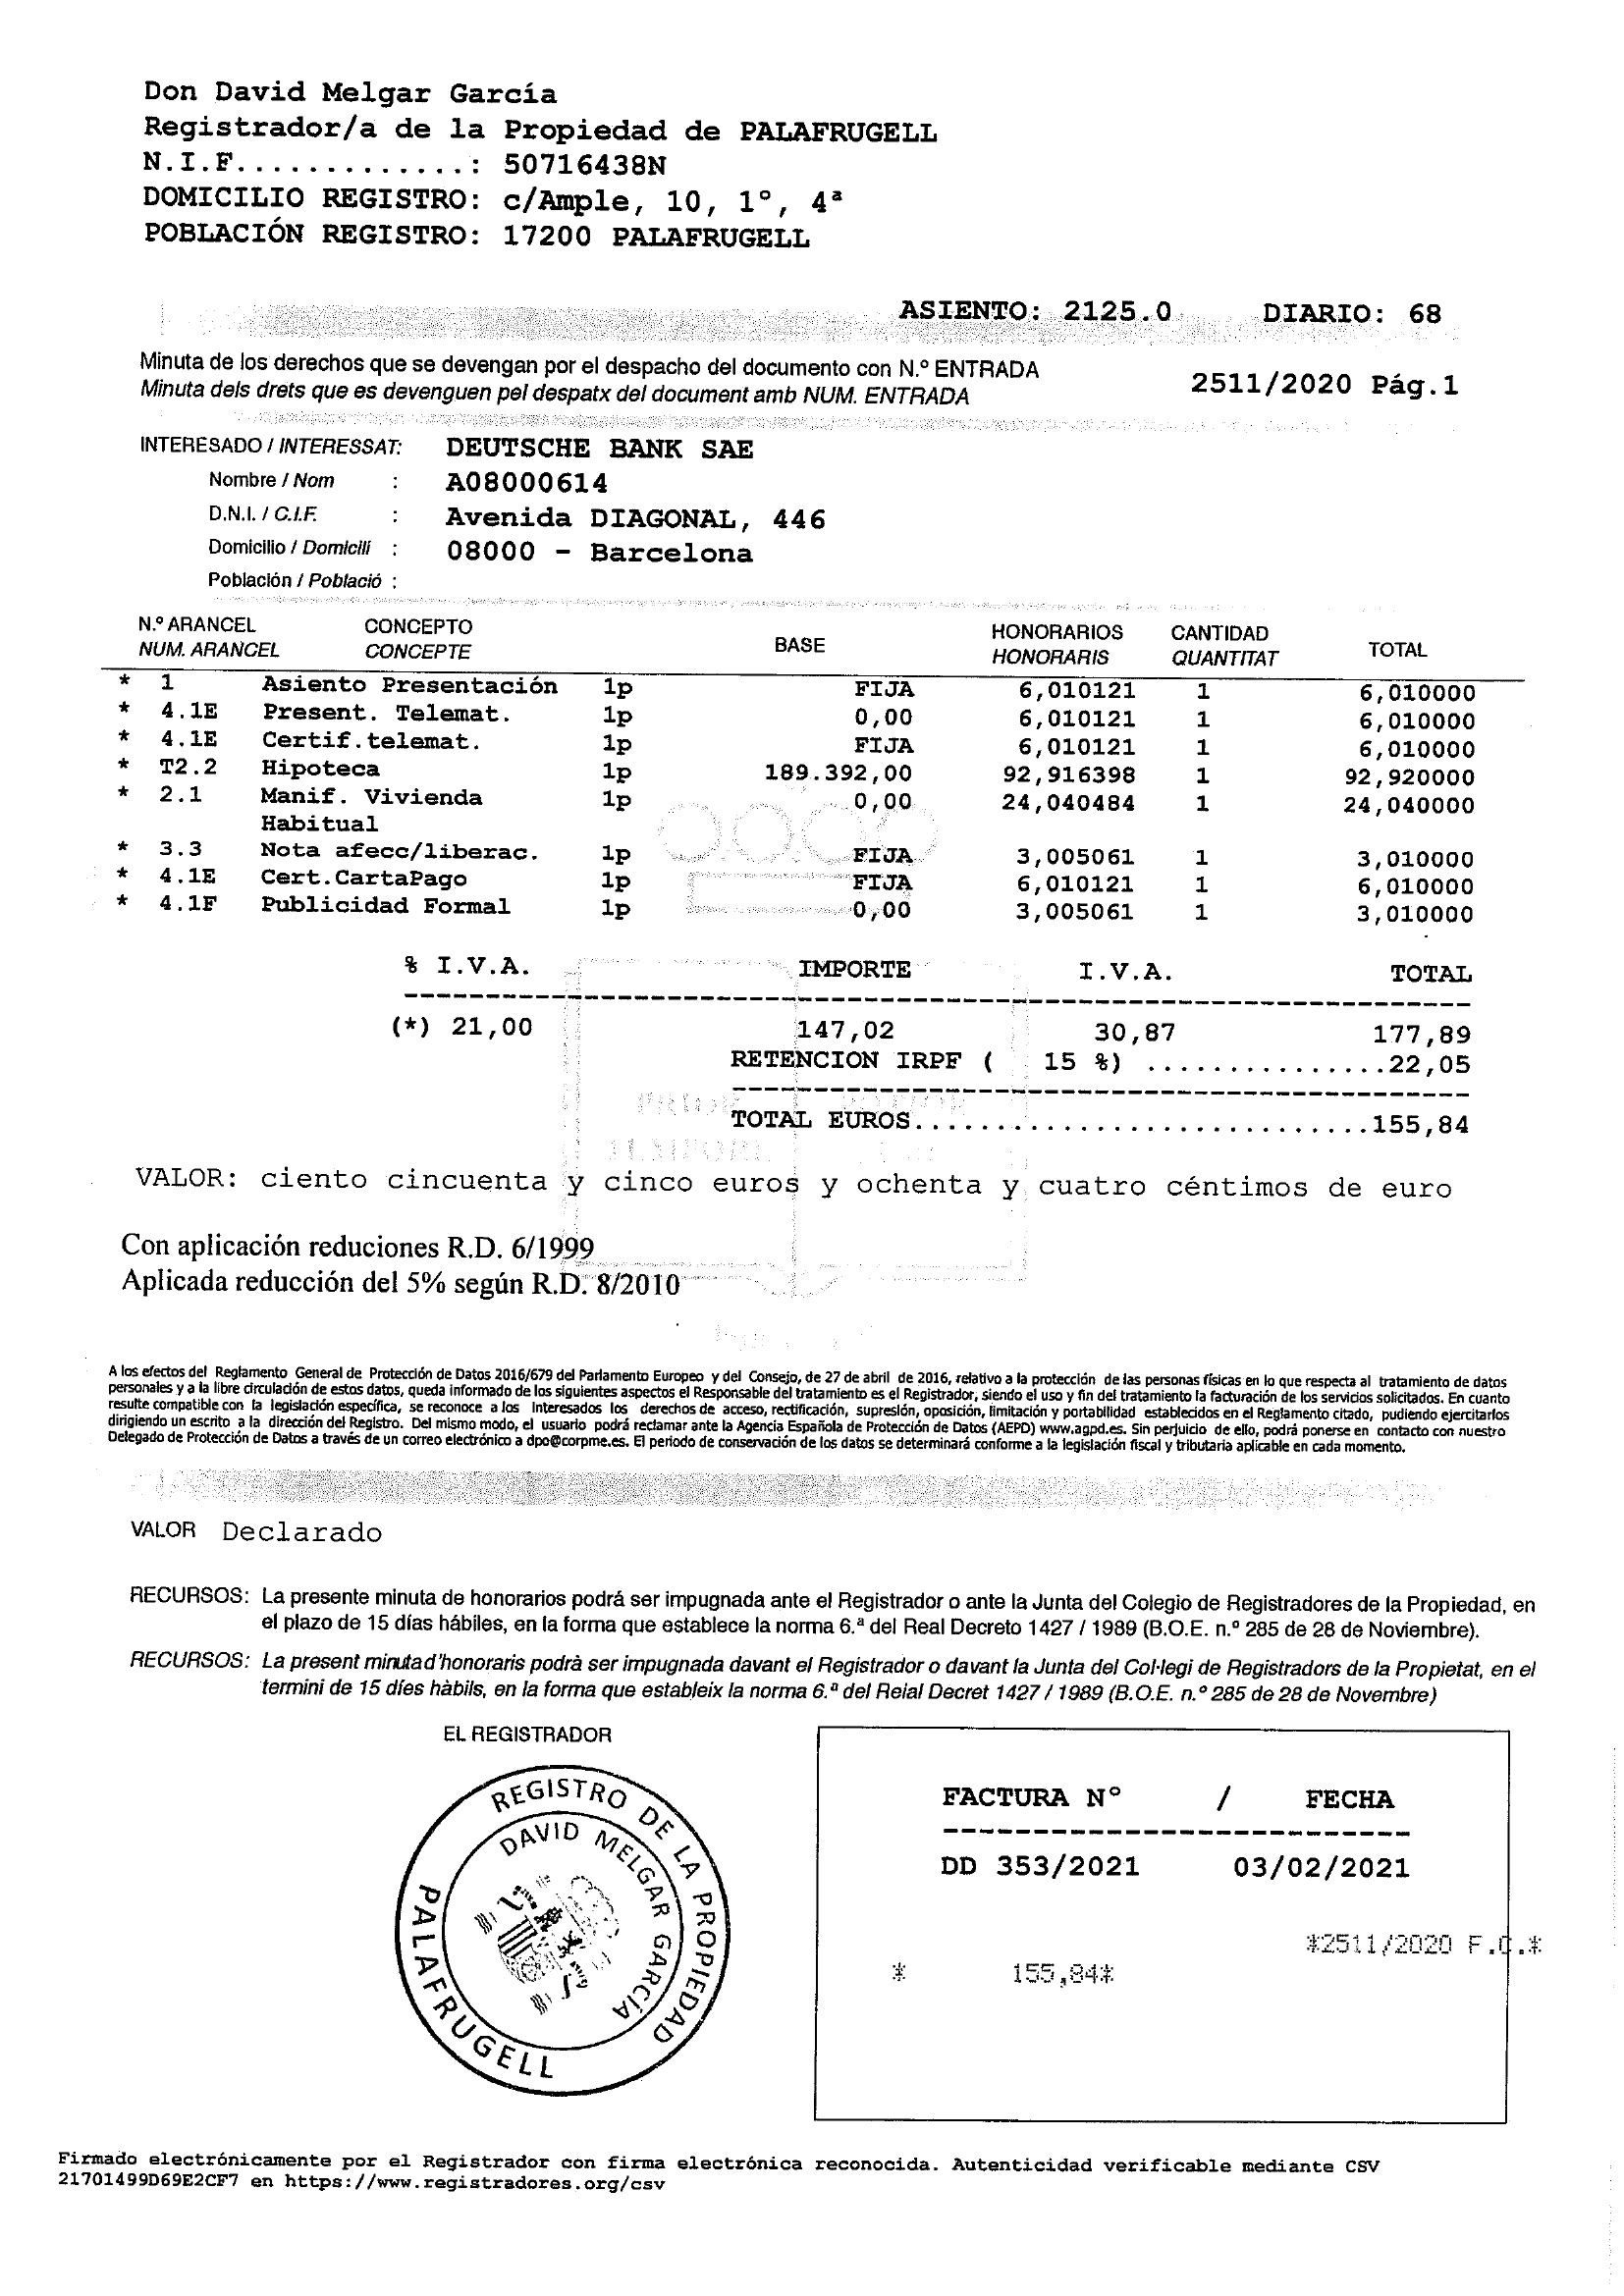 Don David Melgar García
Registrador/a de la Propiedad de PALAFRUGELL
N.I.F.............: 50716438N
DOMICILIO REGISTRO: c/Ample, 10, 1º, 4ª
POBLACIÓN REGISTRO: 17200 PALAFRUGELL
ASIENTO: 2125.0 DIARIO: 68
Minuta de los derechos que se devengan por el despacho del documento con N.º ENTRADA
Minuta dels drets que es devenguen pel despatx del document amb NUM. ENTRADA
2511/2020 Pág.1
INTERESADO / INTERESSAT: DEUTSCHE BANK SAE
Nombre / Nom : A08000614
D.N.I. / C.I.F. : Avenida DIAGONAL, 446
Domicilio / Domicili : 08000 - Barcelona
Población / Població :
N.º ARANCEL CONCEPTO BASE HONORARIOS CANTIDAD TOTAL
NUM. ARANCEL CONCEPTE HONORARIS QUANTITAT
* 1 Asiento Presentación 1p FIJA 6,010121 1 6,010000
* 4.1E Present. Telemat. 1p 0,00 6,010121 1 6,010000
* 4.1E Certif.telemat. 1p FIJA 6,010121 1 6,010000
* T2.2 Hipoteca 1p 189.392,00 92,916398 1 92,920000
* 2.1 Manif. Vivienda 1p 0,00 24,040484 1 24,040000
Habitual
* 3.3 Nota afecc/liberac. 1p FIJA 3,005061 1 3,010000
* 4.1E Cert.CartaPago 1p FIJA 6,010121 1 6,010000
* 4.1F Publicidad Formal 1p 0,00 3,005061 1 3,010000
% I.V.A. IMPORTE I.V.A. TOTAL
(*) 21,00 147,02 30,87 177,89
RETENCION IRPF ( 15 %) ...............22,05
TOTAL EUROS............................155,84
VALOR: ciento cincuenta y cinco euros y ochenta y cuatro céntimos de euro
Con aplicación reduciones R.D. 6/1999
Aplicada reducción del 5% según R.D. 8/2010
A los efectos del Reglamento General de Protección de Datos 2016/679 del Parlamento Europeo y del Consejo, de 27 de abril de 2016, relativo a la protección de las personas físicas en lo que respecta al tratamiento de datos
personales y a la libre circulación de estos datos, queda informado de los siguientes aspectos el Responsable del tratamiento es el Registrador, siendo el uso y fin del tratamiento la facturación de los servicios solicitados. En cuanto
resulte compatible con la legislación específica, se reconoce a los Interesados los derechos de acceso, rectificación, supresión, oposición, limitación y portabilidad establecidos en el Reglamento citado, pudiendo ejercitarlos
dirigiendo un escrito a la dirección del Registro. Del mismo modo, el usuario podrá reclamar ante la Agencia Española de Protección de Datos (AEPD) www.agpd.es. Sin perjuicio de ello, podrá ponerse en contacto con nuestro
Delegado de Protección de Datos a través de un correo electrónico a dpo@corpme.es. El periodo de conservación de los datos se determinará conforme a la legislación fiscal y tributaria aplicable en cada momento.
VALOR Declarado
RECURSOS: La presente minuta de honorarios podrá ser impugnada ante el Registrador o ante la Junta del Colegio de Registradores de la Propiedad, en
el plazo de 15 días hábiles, en la forma que establece la norma 6.ª del Real Decreto 1427 / 1989 (B.O.E. n.º 285 de 28 de Noviembre).
RECURSOS: La present minuta d'honoraris podrà ser impugnada davant el Registrador o davant la Junta del Col·legi de Registradors de la Propietat, en el
termini de 15 díes hàbils, en la forma que estableix la norma 6.ª del Reial Decret 1427 / 1989 (B.O.E. n.º 285 de 28 de Novembre)
EL REGISTRADOR
REGISTRO DE LA PROPIEDAD
DAVID MELGAR GARCÍA
PALAFRUGELL
FACTURA Nº / FECHA
DD 353/2021 03/02/2021
*2511/2020 F.C.*
* 155,84*
Firmado electrónicamente por el Registrador con firma electrónica reconocida. Autenticidad verificable mediante CSV
21701499D69E2CF7 en https://www.registradores.org/csv